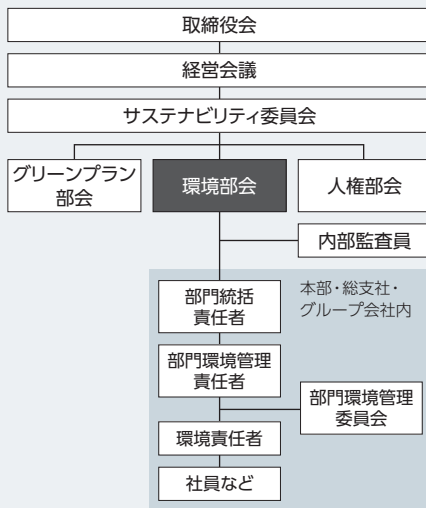 取締役会
経営会議
サステナビリティ委員会
グリーンプラン
部会
環境部会
人権部会
内部監査員
本部・総支社・
グループ会社内
部門統括
責任者
部門環境管理
責任者
部門環境管理
委員会
環境責任者
社員など